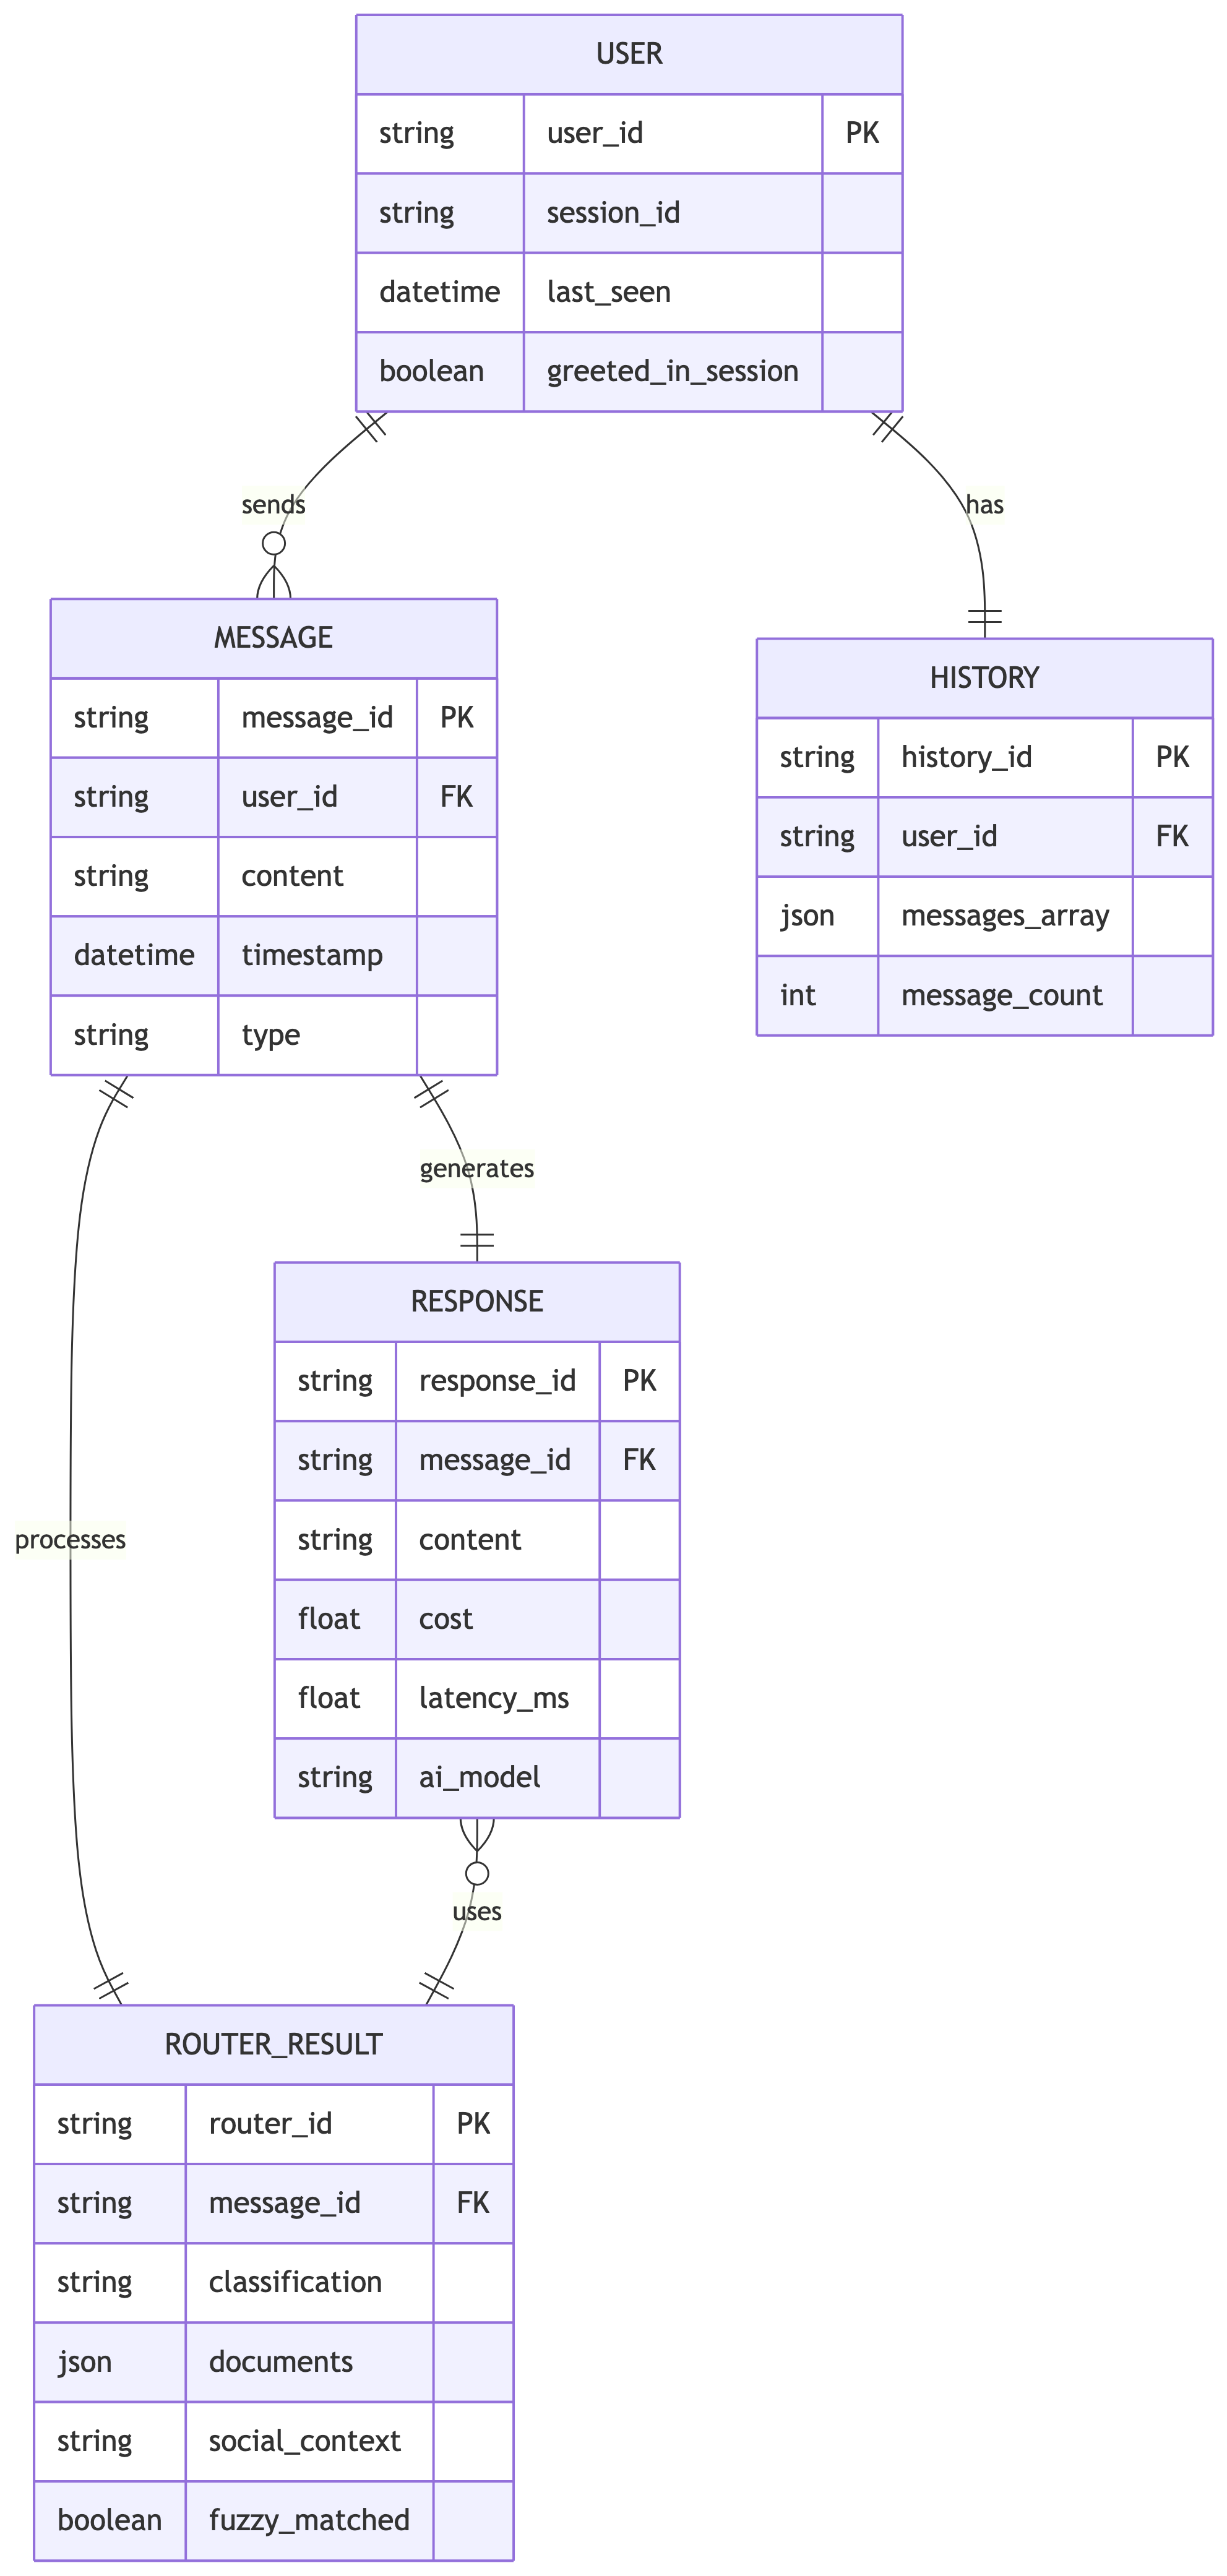 USER
string user_id PK
string session_id
datetime last_seen
boolean greeted_in_session
sends
has
MESSAGE
string message_id PK
string user_id FK
string content
datetime timestamp
string type
HISTORY
string history_id PK
string user_id FK
json messages_array
int message_count
generates
RESPONSE
string response_id PK
string message_id FK
string content
float cost
float latency_ms
string ai_model
processes
uses
ROUTER_RESULT
string router_id PK
string message_id FK
string classification
json documents
string social_context
boolean fuzzy_matched